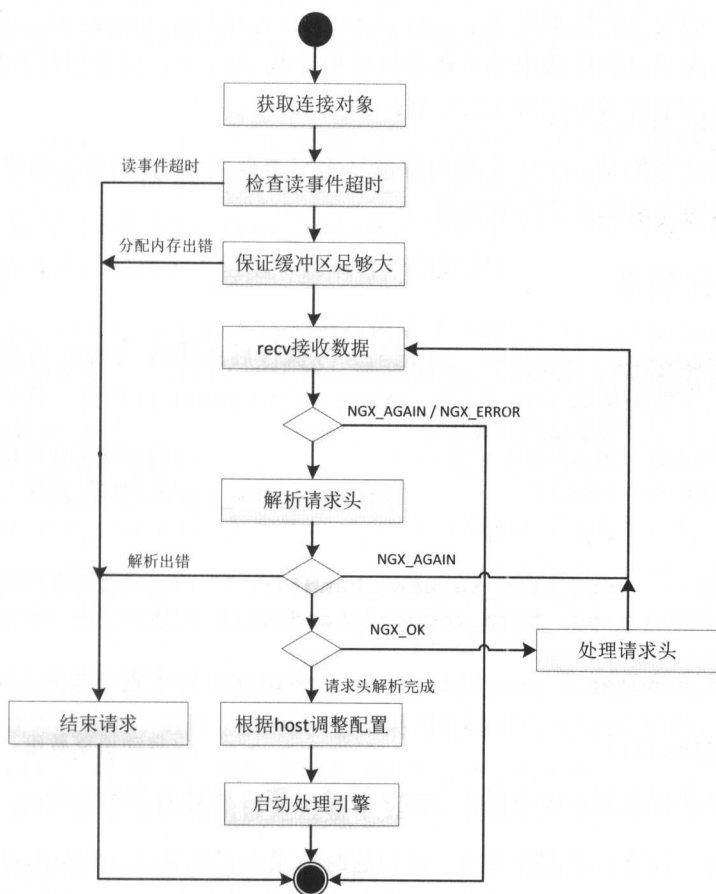 获取连接对象
读事件超时
检查读事件超时
分配内存出错
保证缓冲区足够大
recv接收数据
NGX_AGAIN / NGX_ERROR
解析请求头
解析出错
NGX_AGAIN
NGX_OK
处理请求头
请求头解析完成
结束请求
根据host调整配置
启动处理引擎